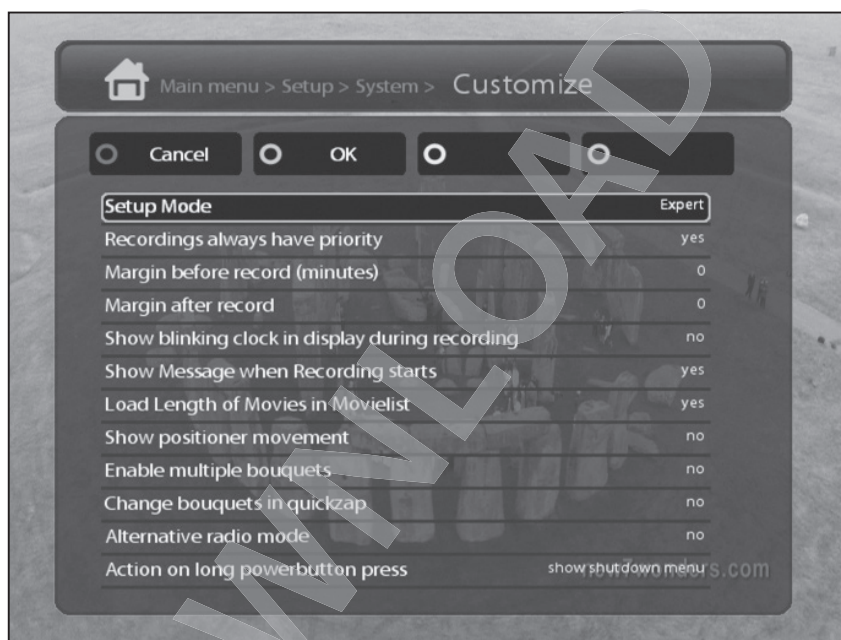 Main menu > Setup > System > Customize
Cancel OK
Setup Mode Expert
Recordings always have priority yes
Margin before record (minutes) 0
Margin after record 0
Show blinking clock in display during recording no
Show Message when Recording starts yes
Load Length of Movies in Movielist yes
Show positioner movement no
Enable multiple bouquets no
Change bouquets in quickzap no
Alternative radio mode no
Action on long powerbutton press show shutdown menu
new7wonders.com
WNLOAD